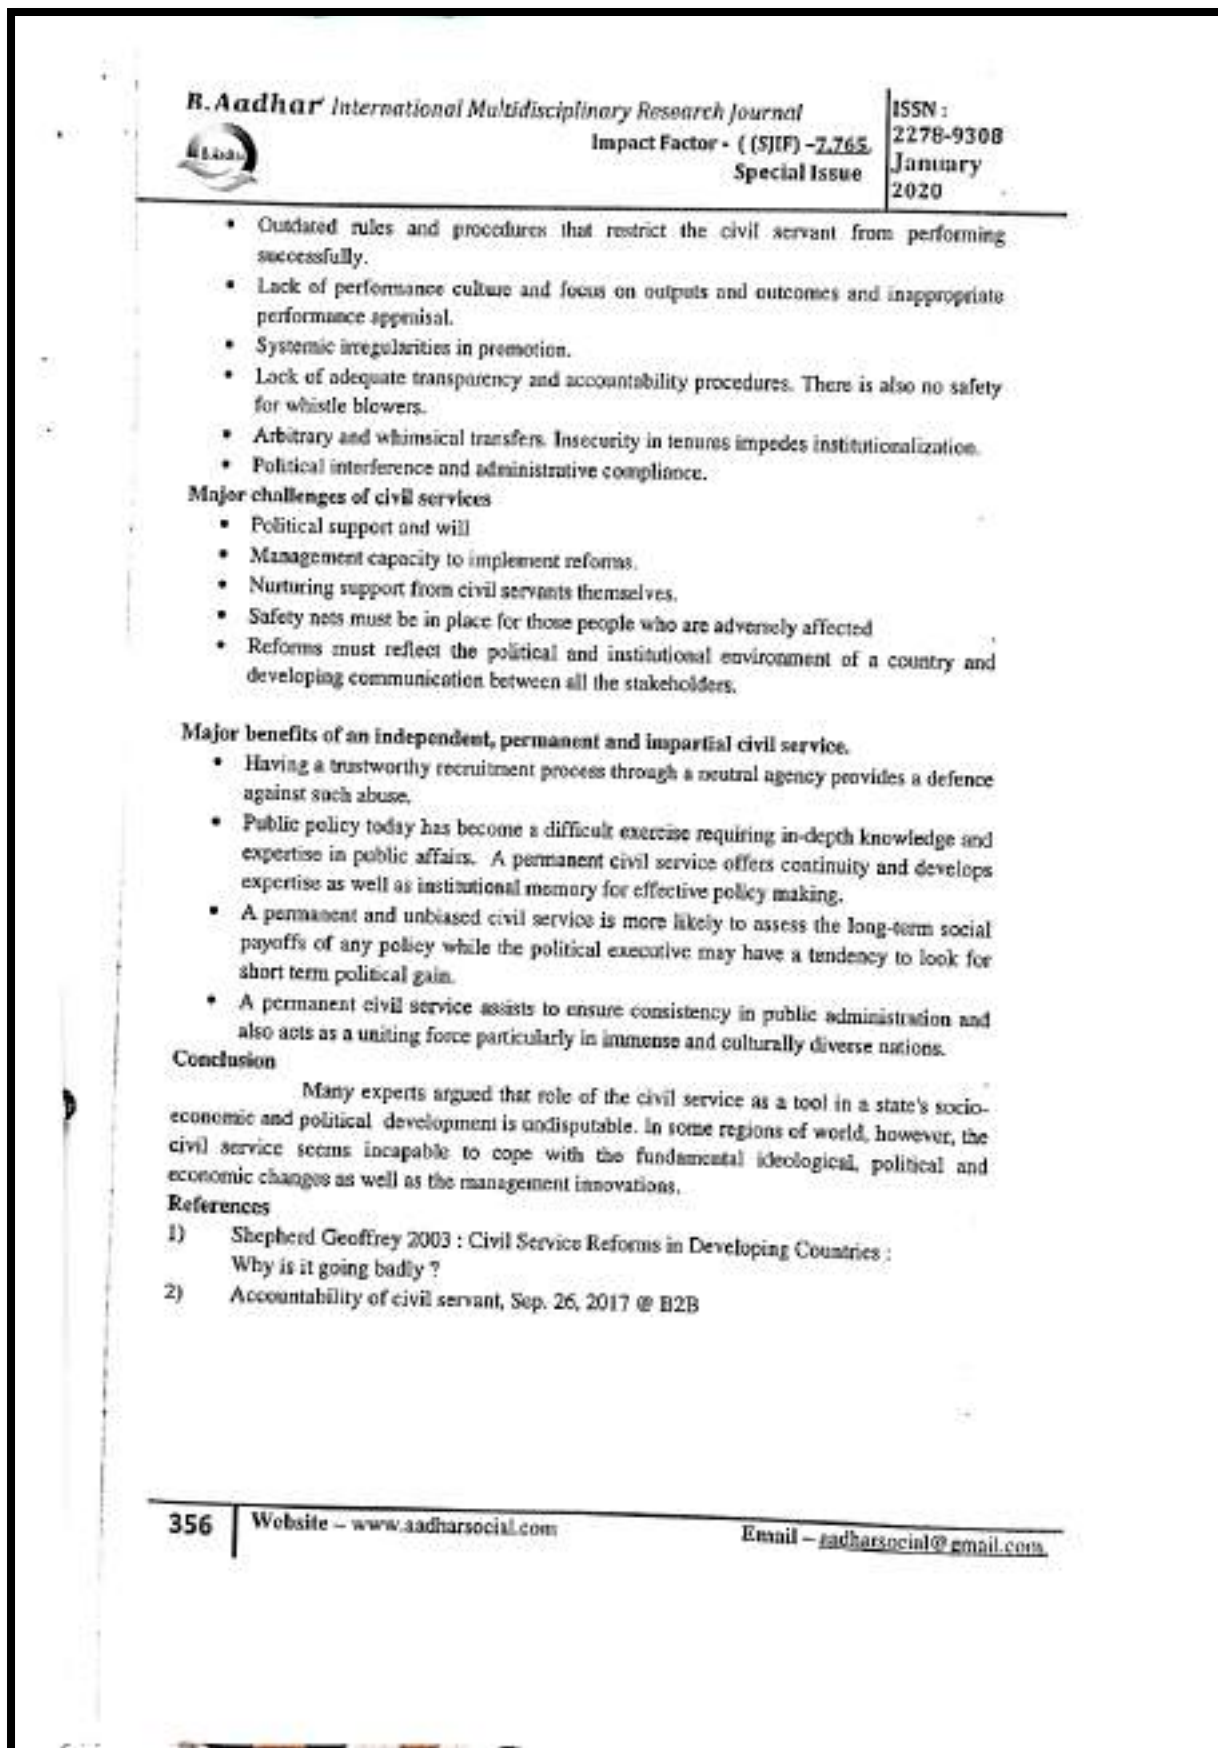 B.Aadhar' International Multidisciplinary Research Journal
Impact Factor - ( (SJIF) –7.765,
Special Issue
ISSN :
2278-9308
January
2020
• Outdated rules and procedures that restrict the civil servant from performing
successfully.
• Lack of performance culture and focus on outputs and outcomes and inappropriate
performance appraisal.
• Systemic irregularities in promotion.
• Lack of adequate transparency and accountability procedures. There is also no safety
for whistle blowers.
• Arbitrary and whimsical transfers. Insecurity in tenures impedes institutionalization.
• Political interference and administrative compliance.
Major challenges of civil services
• Political support and will
• Management capacity to implement reforms.
• Nurturing support from civil servants themselves.
• Safety nets must be in place for those people who are adversely affected
• Reforms must reflect the political and institutional environment of a country and
developing communication between all the stakeholders.
Major benefits of an independent, permanent and impartial civil service.
• Having a trustworthy recruitment process through a neutral agency provides a defence
against such abuse.
• Public policy today has become a difficult exercise requiring in-depth knowledge and
expertise in public affairs. A permanent civil service offers continuity and develops
expertise as well as institutional memory for effective policy making.
• A permanent and unbiased civil service is more likely to assess the long-term social
payoffs of any policy while the political executive may have a tendency to look for
short term political gain.
• A permanent civil service assists to ensure consistency in public administration and
also acts as a uniting force particularly in immense and culturally diverse nations.
Conclusion
Many experts argued that role of the civil service as a tool in a state's socio-
economic and political development is undisputable. In some regions of world, however, the
civil service seems incapable to cope with the fundamental ideological, political and
economic changes as well as the management innovations.
References
1) Shepherd Geoffrey 2003 : Civil Service Reforms in Developing Countries :
Why is it going badly ?
2) Accountability of civil servant, Sep. 26, 2017 @ B2B
356
Website – www.aadharsocial.com
Email – aadharsocial@gmail.com.